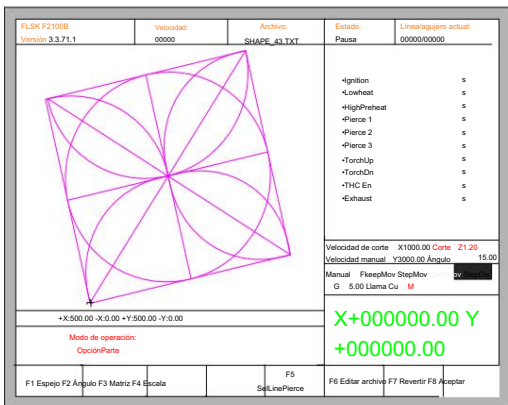 FLSK F2100B
Versión 3.3.71.1
Velocidad:
00000
Archivo:
SHAPE_43.TXT
Estado:
Pausa
Línea/agujero actual:
00000/00000
•Ignition s
•Lowheat s
•HighPreheat s
•Pierce 1 s
•Pierce 2 s
•Pierce 3 s
•TorchUp s
•TorchDn s
•THC En s
•Exhaust s
Velocidad de corte X1000.00 Corte Z1.20
Velocidad manual Y3000.00 Ángulo 15.00
Manual FkeepMov StepMov ov
G 5.00 Llama Cu M
+X:500.00 -X:0.00 +Y:500.00 -Y:0.00
Modo de operación:
OpciónParte
X+000000.00 Y
+000000.00
F1 Espejo F2 Ángulo F3 Matriz F4 Escala
F5
SelLinePierce
F6 Editar archivo F7 Revertir F8 Aceptar